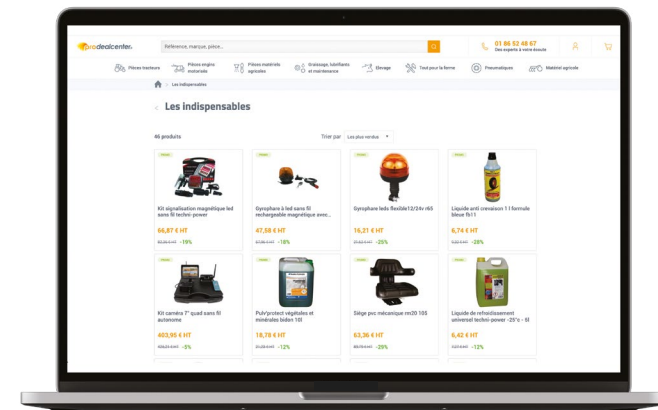 prodealcenter.
Référence, marque, pièce...
01 86 52 48 67
Des experts à votre écoute
Pièces tracteurs
Pièces engins motorisés
Pièces matériels agricoles
Graissage, lubrifiants et maintenance
Elevage
Tout pour la ferme
Pneumatiques
Matériel agricole
> Les indispensables
< Les indispensables
46 produits
Trier par Les plus vendus
Kit signalisation magnétique led
sans fil techni-power
66,87 € HT
-19%
Gyrophare à led sans fil
rechargeable magnétique avec...
47,58 € HT
-18%
Gyrophare leds flexible12/24v r65
16,21 € HT
-25%
Liquide anti crevaison 1 l formule
bleue fb11
6,74 € HT
-28%
Kit caméra 7" quad sans fil
autonome
403,95 € HT
-5%
Pulv'protect végétales et
minérales bidon 10l
18,78 € HT
-12%
Siège pvc mécanique rm20 105
63,36 € HT
-29%
Liquide de refroidissement
universel techni-power -25°c - 5l
6,42 € HT
-12%